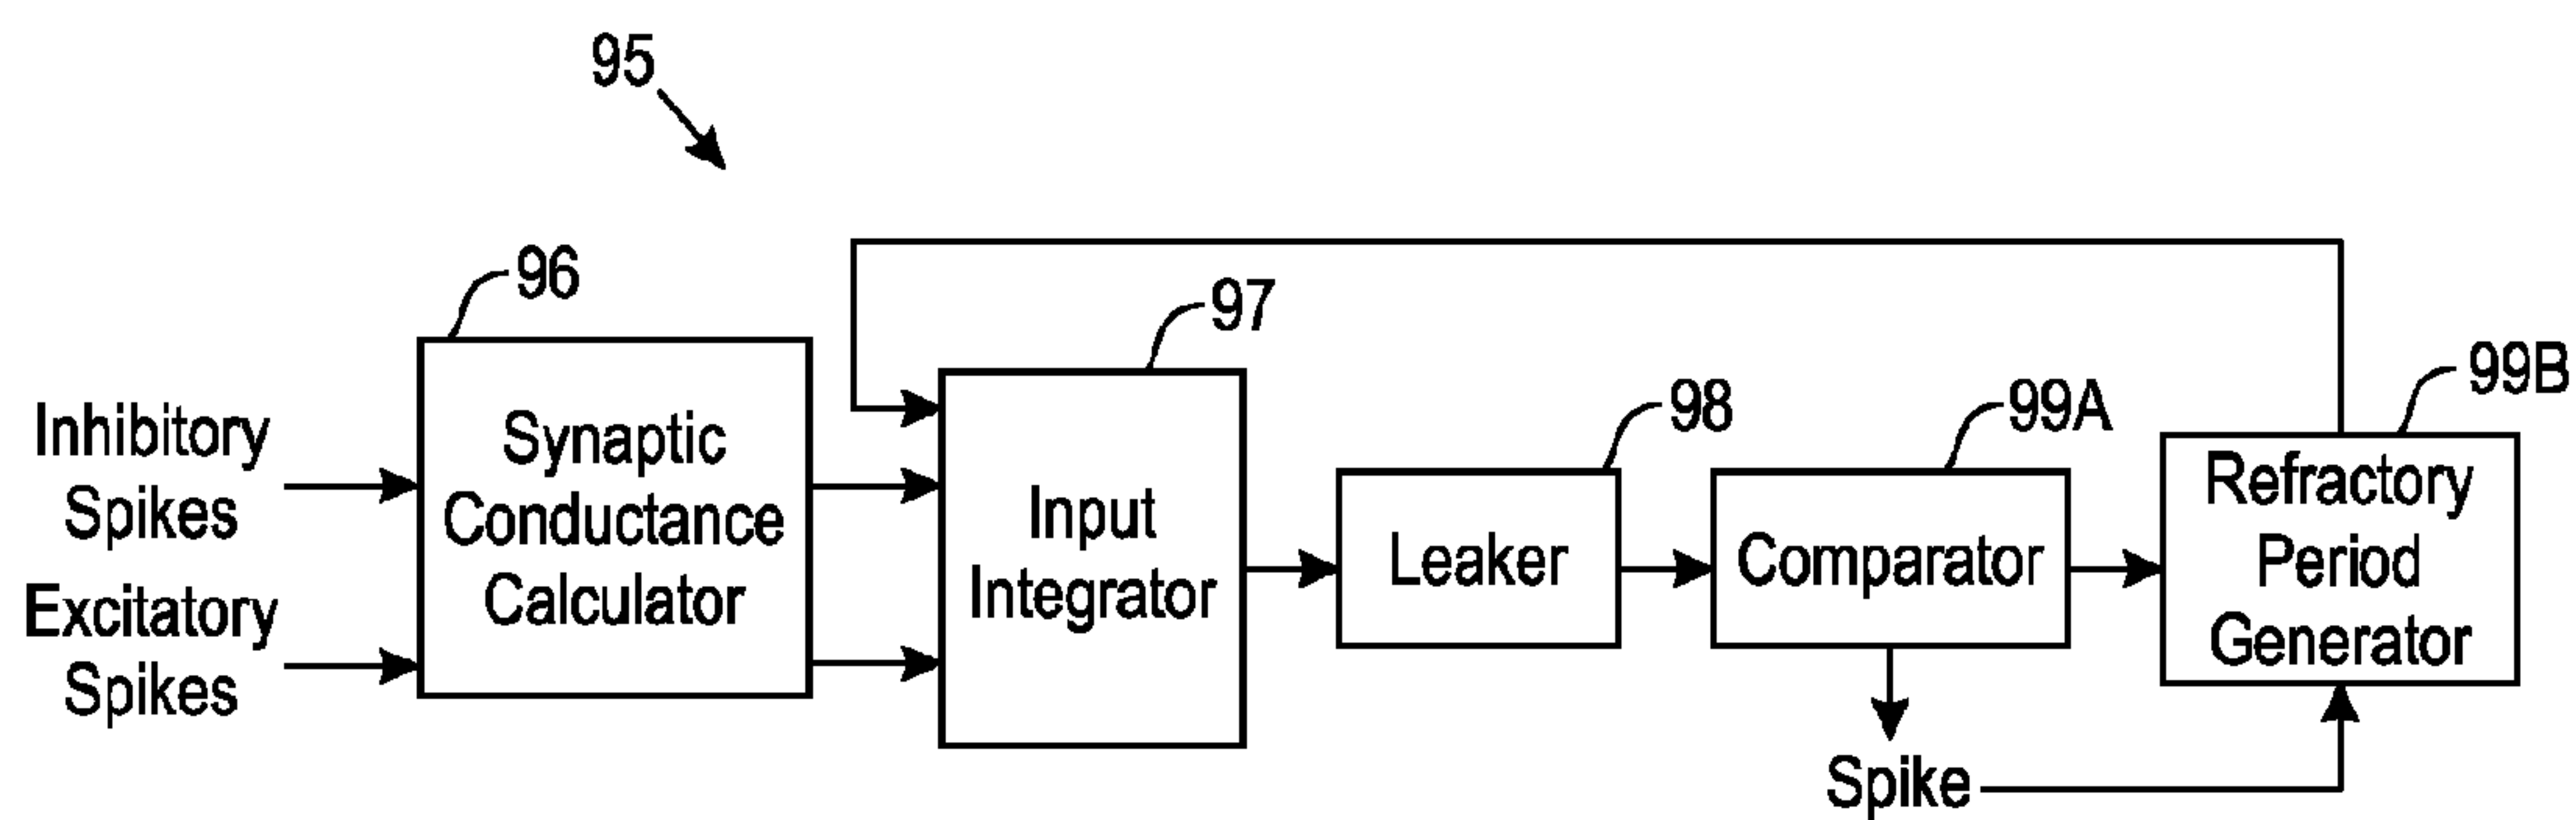 95
96
97
98
99A
99B
Inhibitory
Spikes
Excitatory
Spikes
Synaptic
Conductance
Calculator
Input
Integrator
Leaker
Comparator
Refractory
Period
Generator
Spike